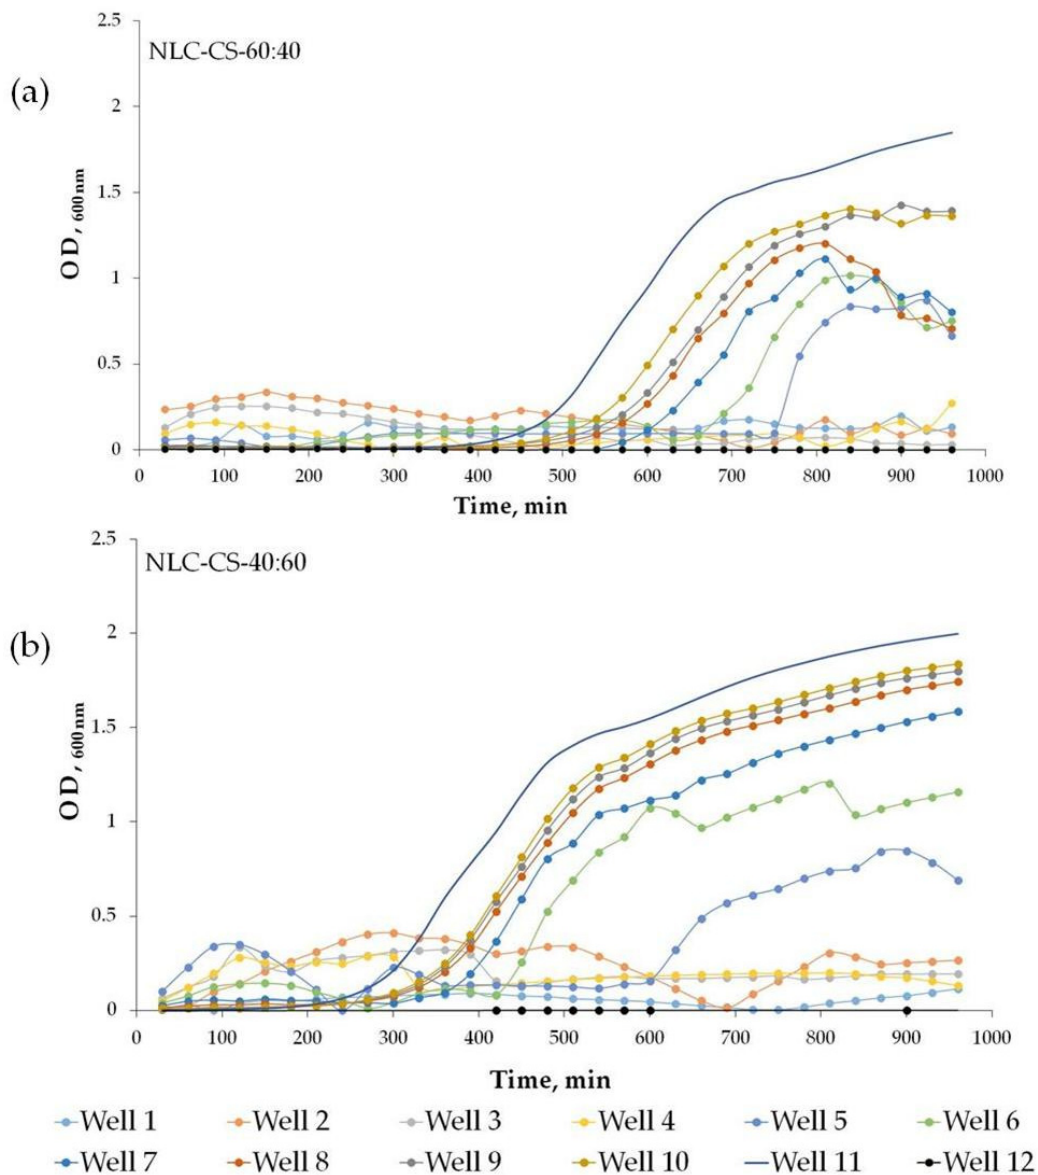 (a)
NLC-CS-60:40
2.5
2
1.5
1
0.5
0
OD, 600nm
0 100 200 300 400 500 600 700 800 900 1000
Time, min
(b)
NLC-CS-40:60
2.5
2
1.5
1
0.5
0
OD, 600nm
0 100 200 300 400 500 600 700 800 900 1000
Time, min
Well 1 Well 2 Well 3 Well 4 Well 5 Well 6
Well 7 Well 8 Well 9 Well 10 Well 11 Well 12